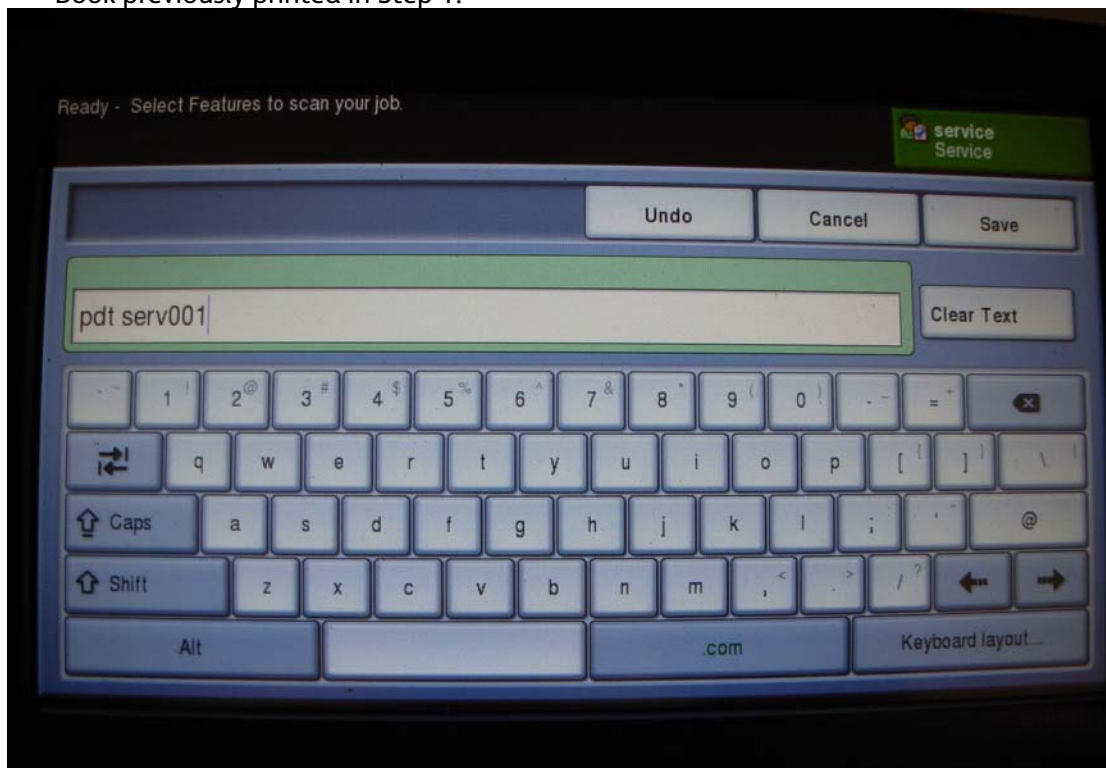 Book previously printed in Step 1.
Ready - Select Features to scan your job.
service
Service
Undo Cancel Save
pdt serv001
Clear Text
1 ! 2 @ 3 # 4 $ 5 % 6 ^ 7 & 8 * 9 ( 0 ) - = +
q w e r t y u i o p [ { ] } \ |
Caps a s d f g h j k l ; ' " @
Shift z x c v b n m , < . > / ?
Alt .com Keyboard layout...